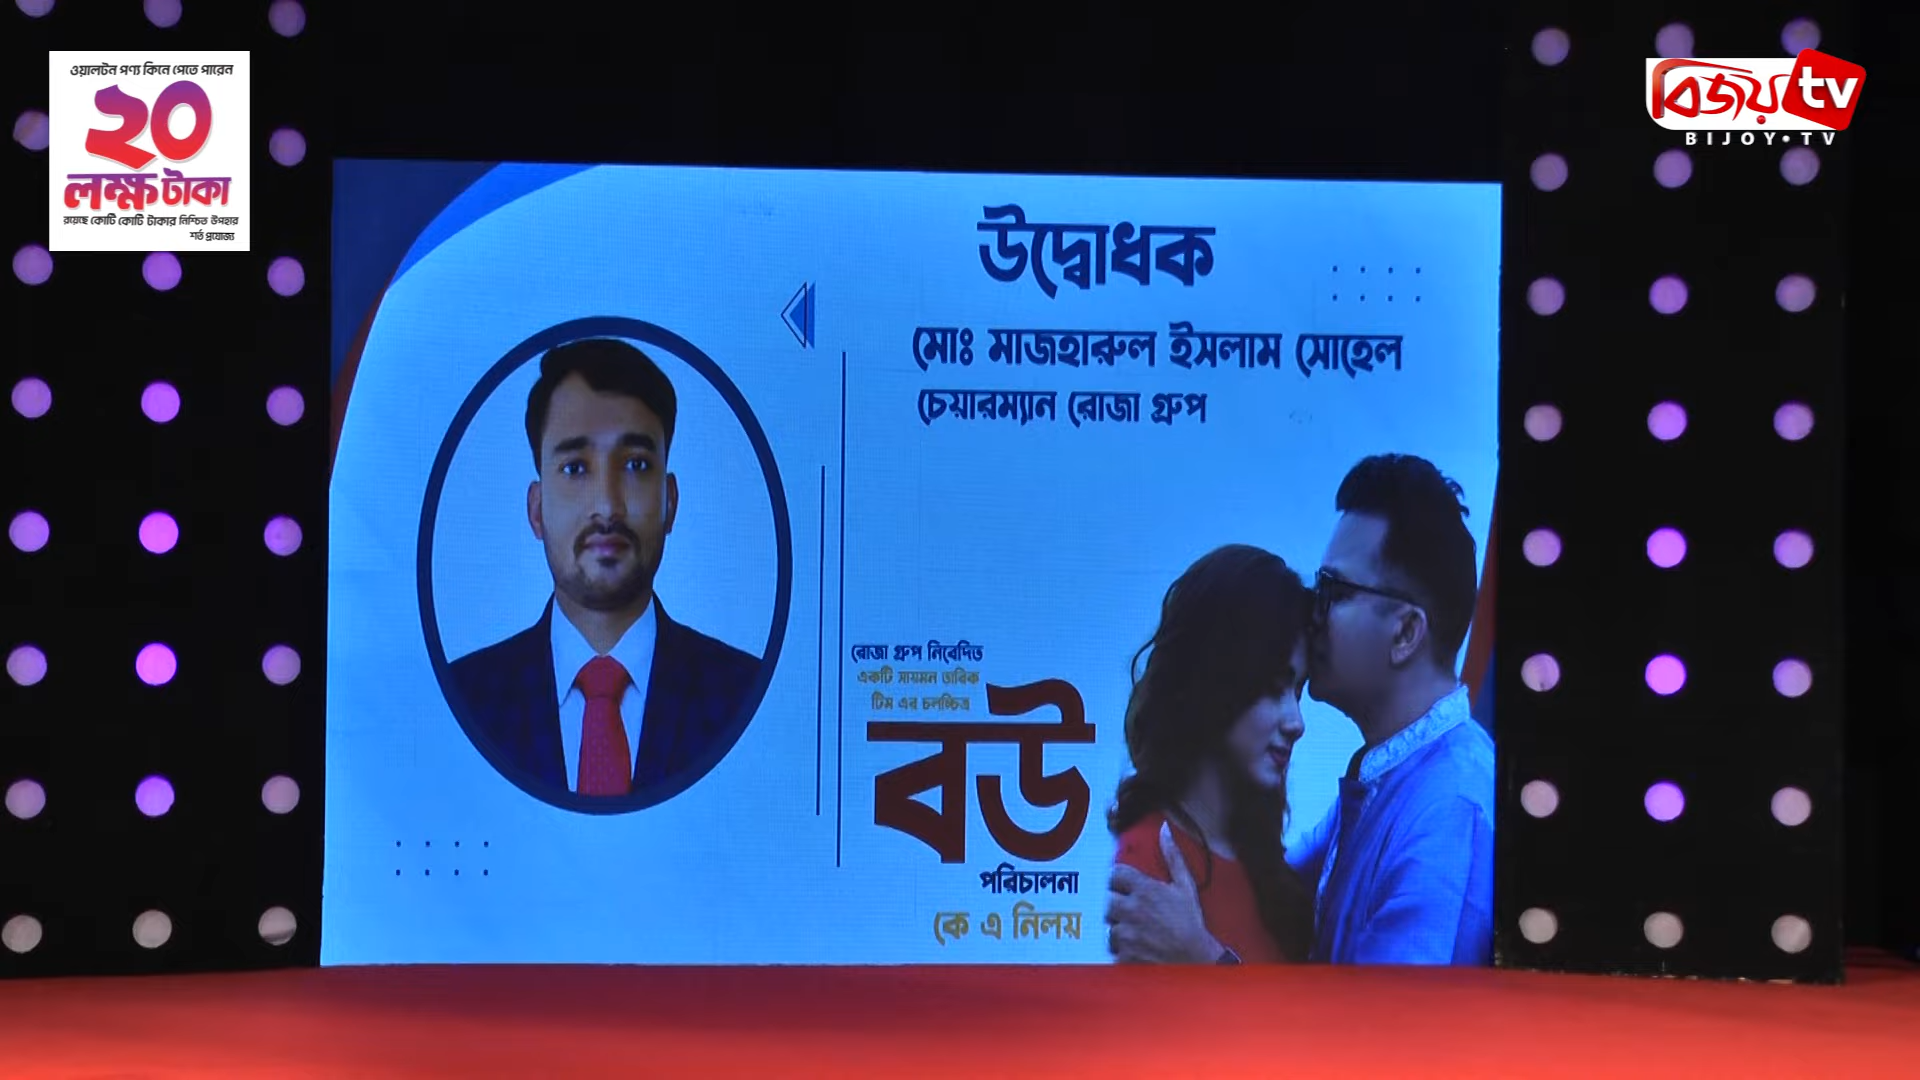 ওয়ালটন পণ্য কিনে পেতে পারেন
২০
লক্ষ টাকা
রয়েছে কোটি কোটি টাকার নিশ্চিত উপহার
শর্ত প্রযোজ্য
বিজয় tv
BIJOY•TV
উদ্বোধক
মোঃ মাজহারুল ইসলাম সোহেল
চেয়ারম্যান রোজা গ্রুপ
রোজা গ্রুপ নিবেদিত
একটি সায়মন তারিক
টিম এর চলচ্চিত্র
বউ
পরিচালনা
কে এ নিলয়